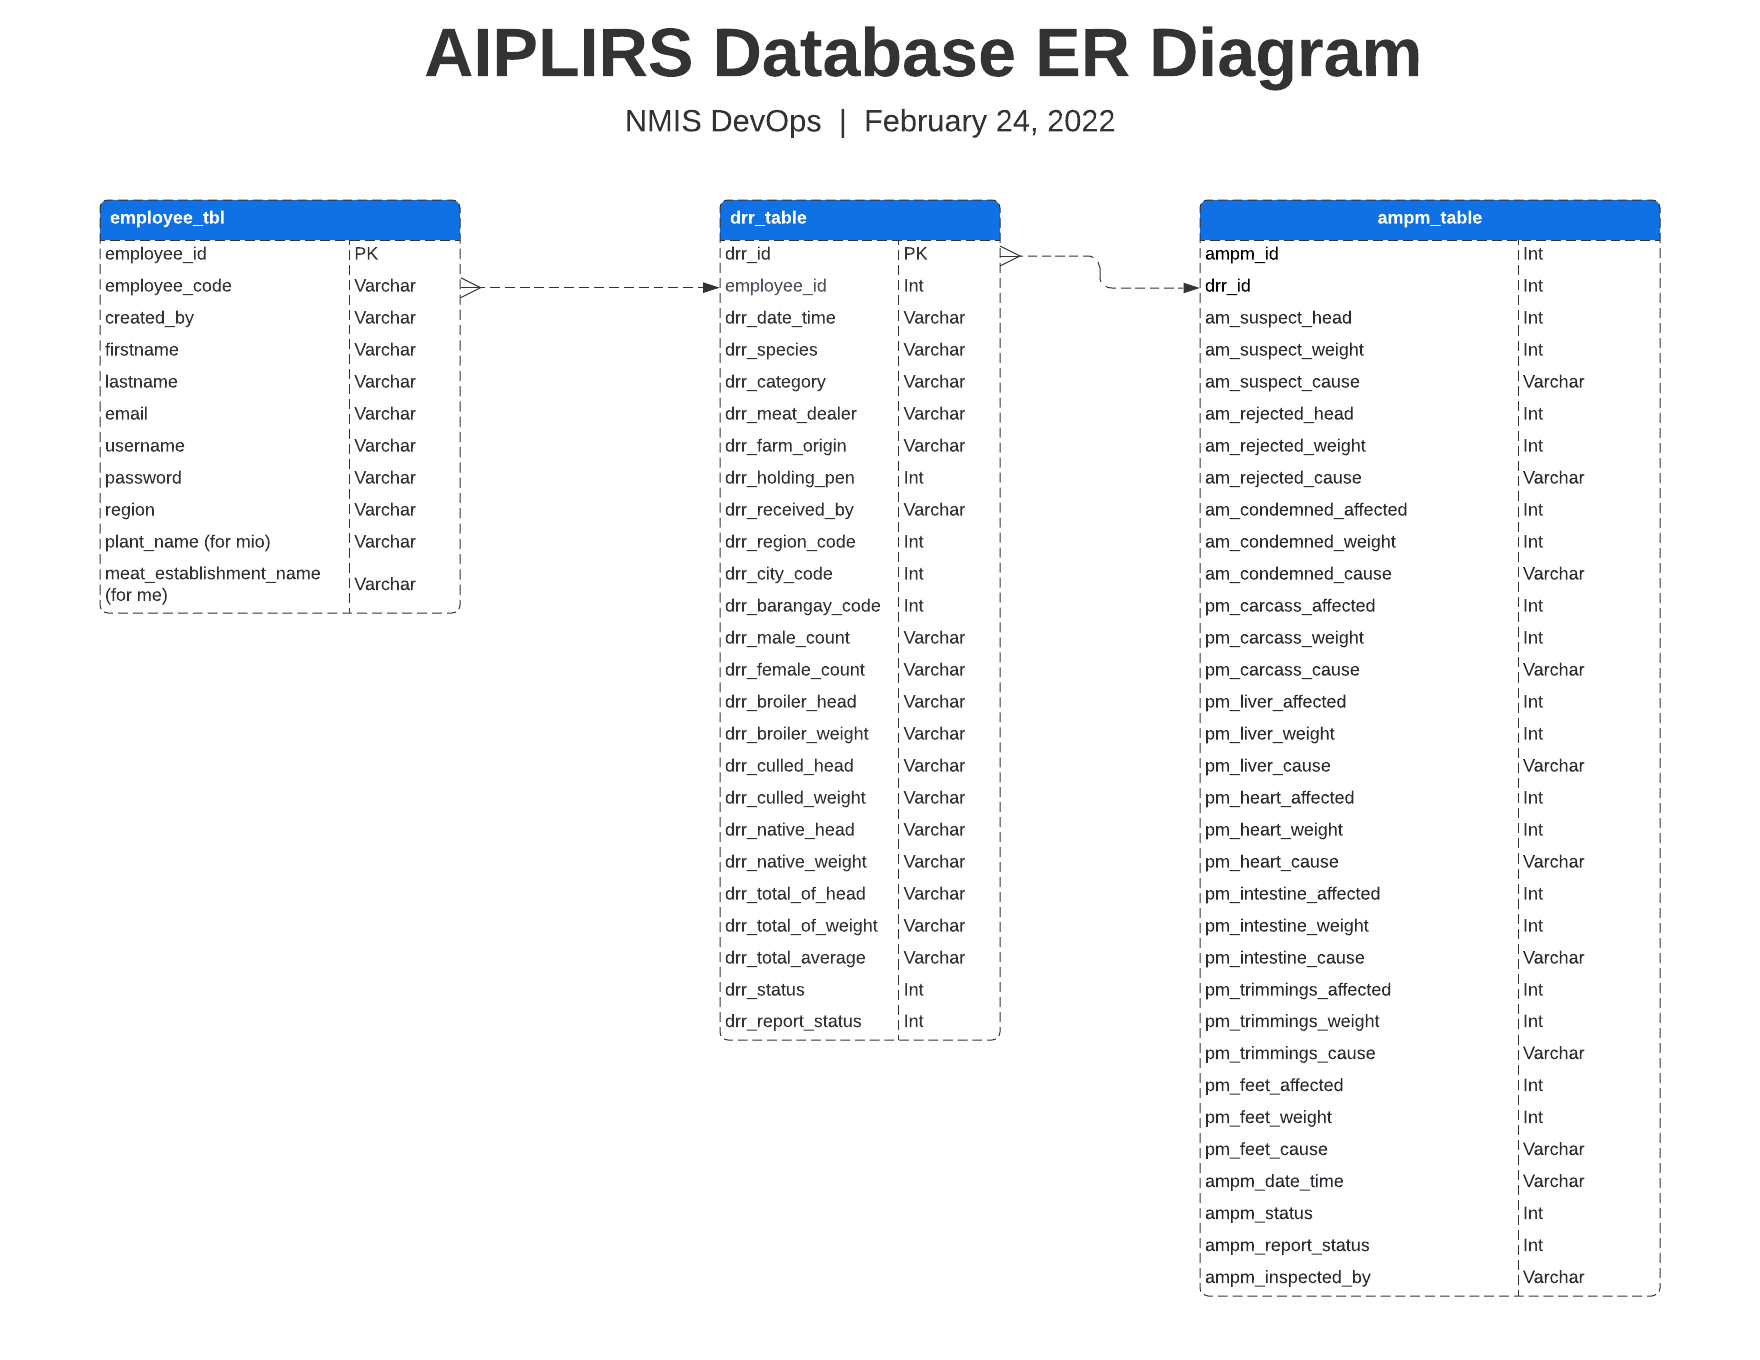 AIPLIRS Database ER Diagram
NMIS DevOps | February 24, 2022
employee_tbl
employee_id PK
employee_code Varchar
created_by Varchar
firstname Varchar
lastname Varchar
email Varchar
username Varchar
password Varchar
region Varchar
plant_name (for mio) Varchar
meat_establishment_name
(for me)
Varchar
drr_table
drr_id PK
employee_id Int
drr_date_time Varchar
drr_species Varchar
drr_category Varchar
drr_meat_dealer Varchar
drr_farm_origin Varchar
drr_holding_pen Int
drr_received_by Varchar
drr_region_code Int
drr_city_code Int
drr_barangay_code Int
drr_male_count Varchar
drr_female_count Varchar
drr_broiler_head Varchar
drr_broiler_weight Varchar
drr_culled_head Varchar
drr_culled_weight Varchar
drr_native_head Varchar
drr_native_weight Varchar
drr_total_of_head Varchar
drr_total_of_weight Varchar
drr_total_average Varchar
drr_status Int
drr_report_status Int
ampm_table
ampm_id Int
drr_id Int
am_suspect_head Int
am_suspect_weight Int
am_suspect_cause Varchar
am_rejected_head Int
am_rejected_weight Int
am_rejected_cause Varchar
am_condemned_affected Int
am_condemned_weight Int
am_condemned_cause Varchar
pm_carcass_affected Int
pm_carcass_weight Int
pm_carcass_cause Varchar
pm_liver_affected Int
pm_liver_weight Int
pm_liver_cause Varchar
pm_heart_affected Int
pm_heart_weight Int
pm_heart_cause Varchar
pm_intestine_affected Int
pm_intestine_weight Int
pm_intestine_cause Varchar
pm_trimmings_affected Int
pm_trimmings_weight Int
pm_trimmings_cause Varchar
pm_feet_affected Int
pm_feet_weight Int
pm_feet_cause Varchar
ampm_date_time Varchar
ampm_status Int
ampm_report_status Int
ampm_inspected_by Varchar